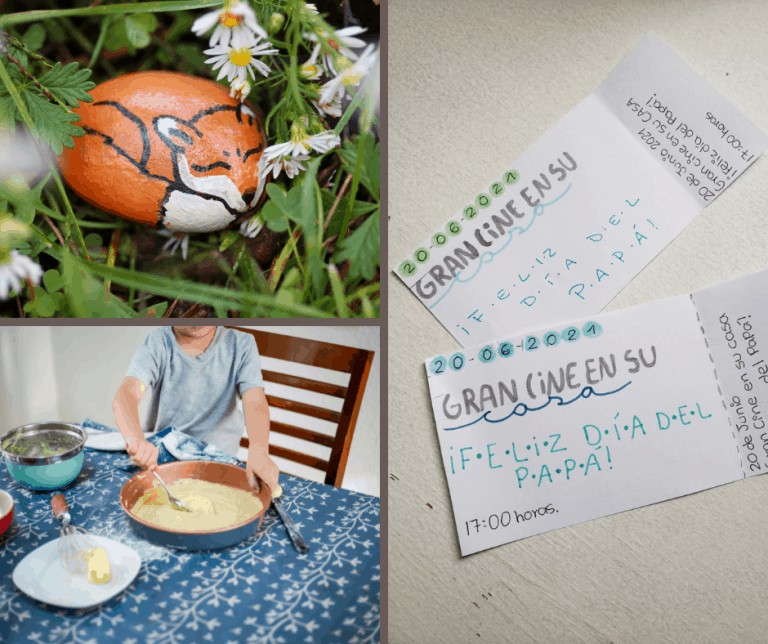 20-06-2021
GRAN CiNE EN SU
casa
¡F·E·L·i·Z
D·Í·A D·E·L
P·A·P·Á!
20 de Junio 2021
Gran cine en su CASA
¡Feliz día del Papá!
17:00 horas
20-06-2021
GRAN CiNE EN SU
casa
¡F·E·L·i·Z D·Í·A D·E·L
P·A·P·Á!
17:00 horos.
20 de Junio
Gran cine en su casa
del Papa!